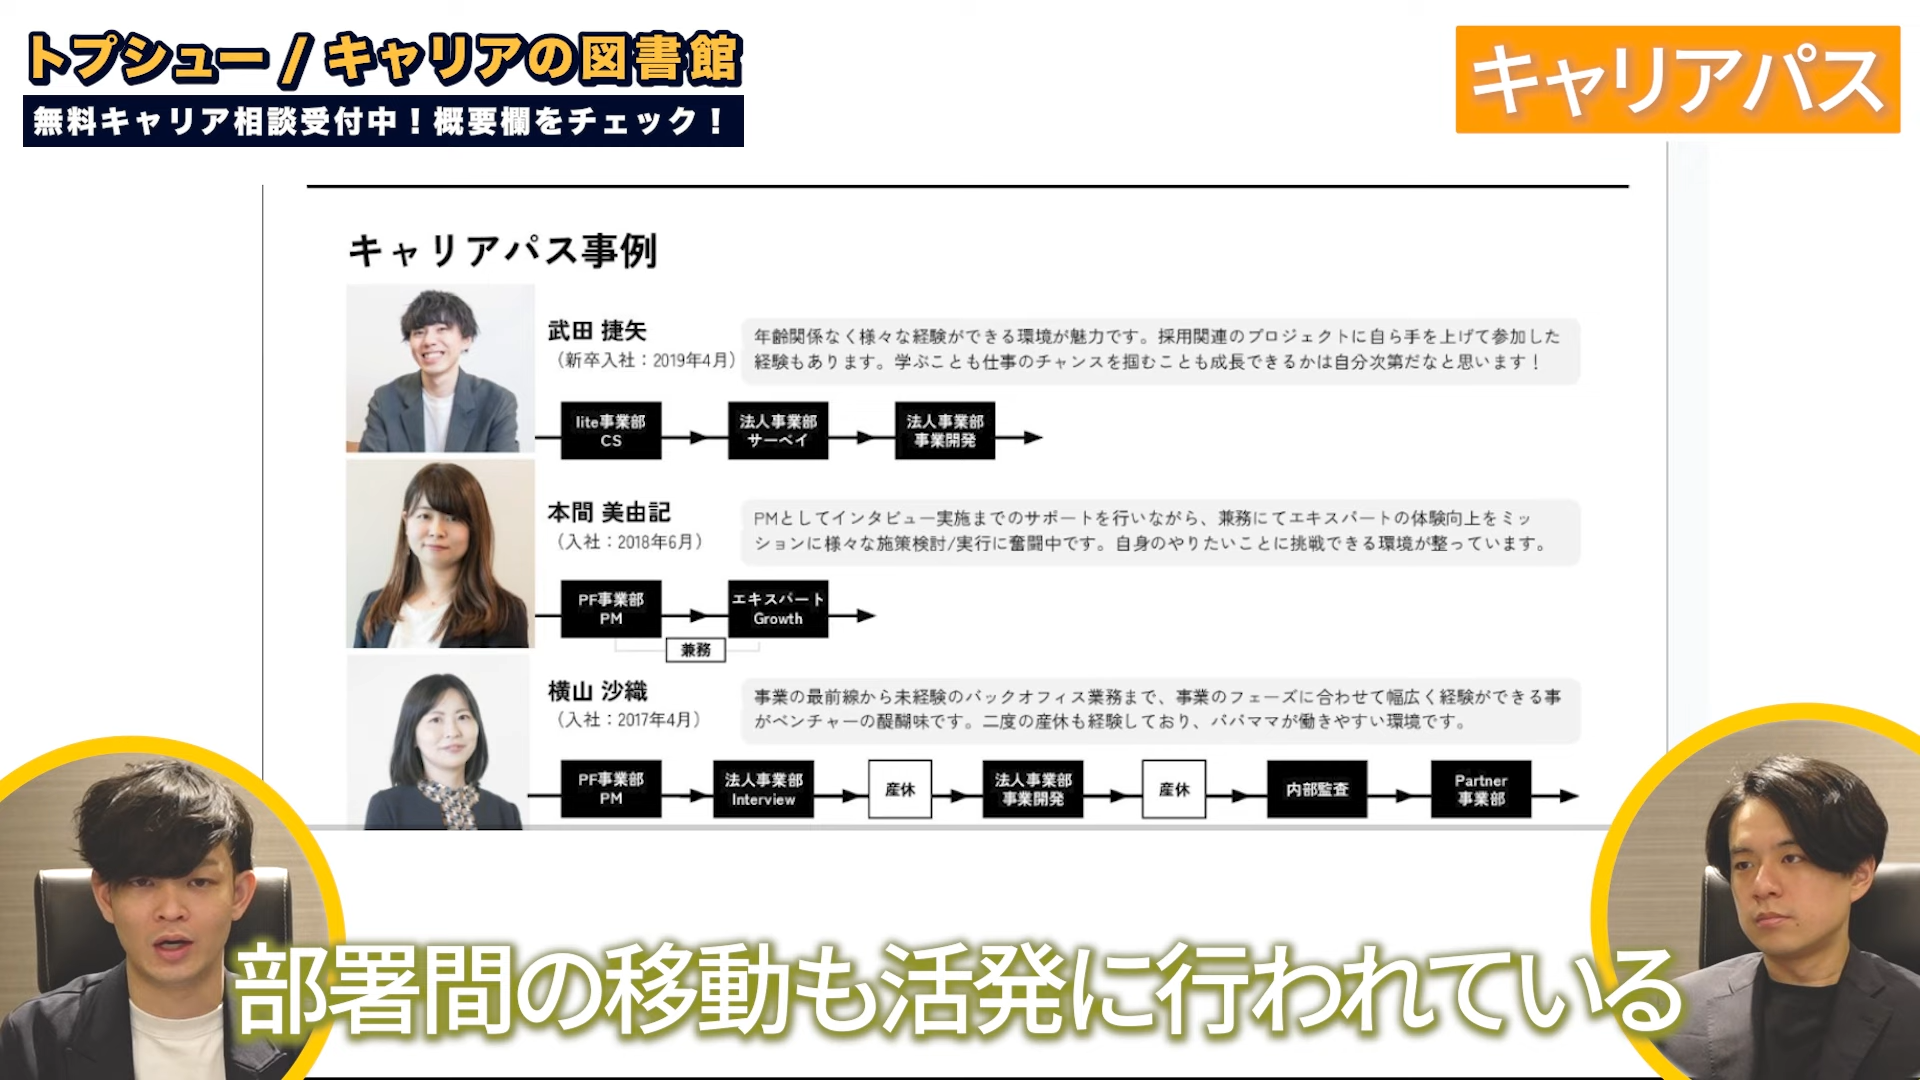 トプシュー / キャリアの図書館
無料キャリア相談受付中！概要欄をチェック！
キャリアパス
キャリアパス事例
武田 捷矢
（新卒入社：2019年4月）
年齢関係なく様々な経験ができる環境が魅力です。採用関連のプロジェクトに自ら手を上げて参加した
経験もあります。学ぶことも仕事のチャンスを掴むことも成長できるかは自分次第だなと思います！
lite事業部
CS
法人事業部
サーベイ
法人事業部
事業開発
本間 美由記
（入社：2018年6月）
PMとしてインタビュー実施までのサポートを行いながら、兼務にてエキスパートの体験向上をミッ
ションに様々な施策検討/実行に奮闘中です。自身のやりたいことに挑戦できる環境が整っています。
PF事業部
PM
エキスパート
Growth
兼務
横山 沙織
（入社：2017年4月）
事業の最前線から未経験のバックオフィス業務まで、事業のフェーズに合わせて幅広く経験ができる事
がベンチャーの醍醐味です。二度の産休も経験しており、パパママが働きやすい環境です。
PF事業部
PM
法人事業部
Interview
産休
法人事業部
事業開発
産休
内部監査
Partner
事業部
部署間の移動も活発に行われている